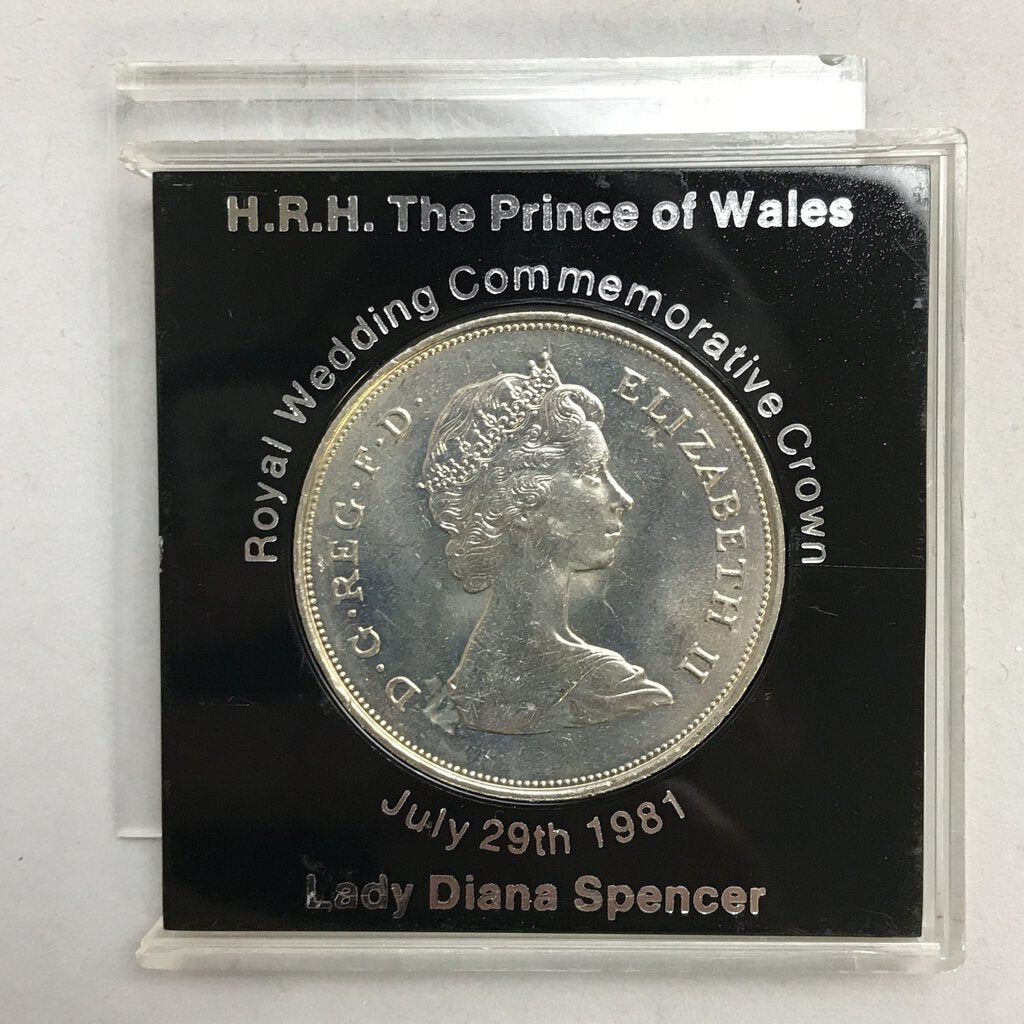 H.R.H. The Prince of Wales
Royal Wedding Commemorative Crown
D·G·REG·F·D·
ELIZABETH II
July 29th 1981
Lady Diana Spencer